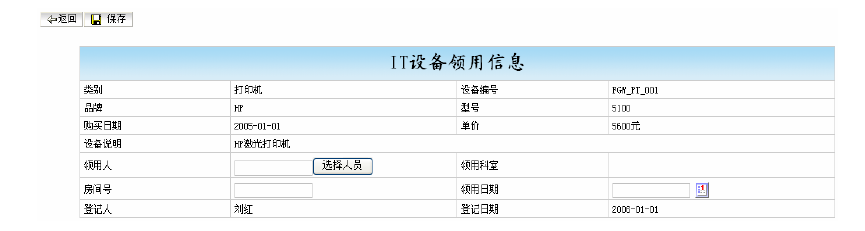 返回 保存
IT设备领用信息
类别 打印机 设备编号 PGW_PT_001
品牌 HP 型号 5100
购买日期 2005-01-01 单价 5600元
设备说明 HP激光打印机
领用人 选择人员 领用科室
房间号 领用日期
登记人 刘红 登记日期 2006-01-01